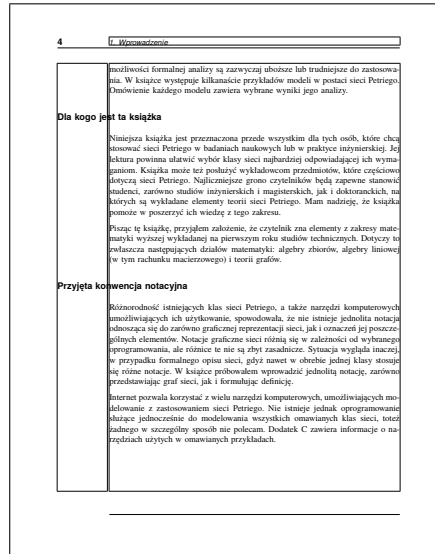 4 1. Wprowadzenie
możliwości formalnej analizy są zazwyczaj uboższe lub trudniejsze do zastosowa-
nia. W książce występuje kilkanaście przykładów modeli w postaci sieci Petriego.
Omówienie każdego modelu zawiera wybrane wyniki jego analizy.
Dla kogo jest ta książka
Niniejsza książka jest przeznaczona przede wszystkim dla tych osób, które chcą
stosować sieci Petriego w badaniach naukowych lub w praktyce inżynierskiej. Jej
lektura powinna ułatwić wybór klasy sieci najbardziej odpowiadającej ich wyma-
ganiom. Książka może też posłużyć wykładowcom przedmiotów, które częściowo
dotyczą sieci Petriego. Najliczniejsze grono czytelników będą zapewne stanowić
studenci, zarówno studiów inżynierskich i magisterskich, jak i doktoranckich, na
których są wykładane elementy teorii sieci Petriego. Mam nadzieję, że książka
pomoże w poszerzyć ich wiedzę z tego zakresu.
Pisząc tę książkę, przyjąłem założenie, że czytelnik zna elementy z zakresy mate-
matyki wyższej wykładanej na pierwszym roku studiów technicznych. Dotyczy to
zwłaszcza następujących działów matematyki: algebry zbiorów, algebry liniowej
(w tym rachunku macierzowego) i teorii grafów.
Przyjęta konwencja notacyjna
Różnorodność istniejących klas sieci Petriego, a także narzędzi komputerowych
umożliwiających ich użytkowanie, spowodowała, że nie istnieje jednolita notacja
odnosząca się do zarówno graficznej reprezentacji sieci, jak i oznaczeń jej poszcze-
gólnych elementów. Notacje graficzne sieci różnią się w zależności od wybranego
oprogramowania, ale różnice te nie są zbyt zasadnicze. Sytuacja wygląda inaczej,
w przypadku formalnego opisu sieci, gdyż nawet w obrebie jednej klasy stosuje
się różne notacje. W książce próbowałem wprowadzić jednolitą notację, zarówno
przedstawiając graf sieci, jak i formułując definicję.
Internet pozwala korzystać z wielu narzędzi komputerowych, umożliwiających mo-
delowanie z zastosowaniem sieci Petriego. Nie istnieje jednak oprogramowanie
służące jednocześnie do modelowania wszystkich omawianych klas sieci, toteż
żadnego w szczególny sposób nie polecam. Dodatek C zawiera informacje o na-
rzędziach użytych w omawianych przykładach.